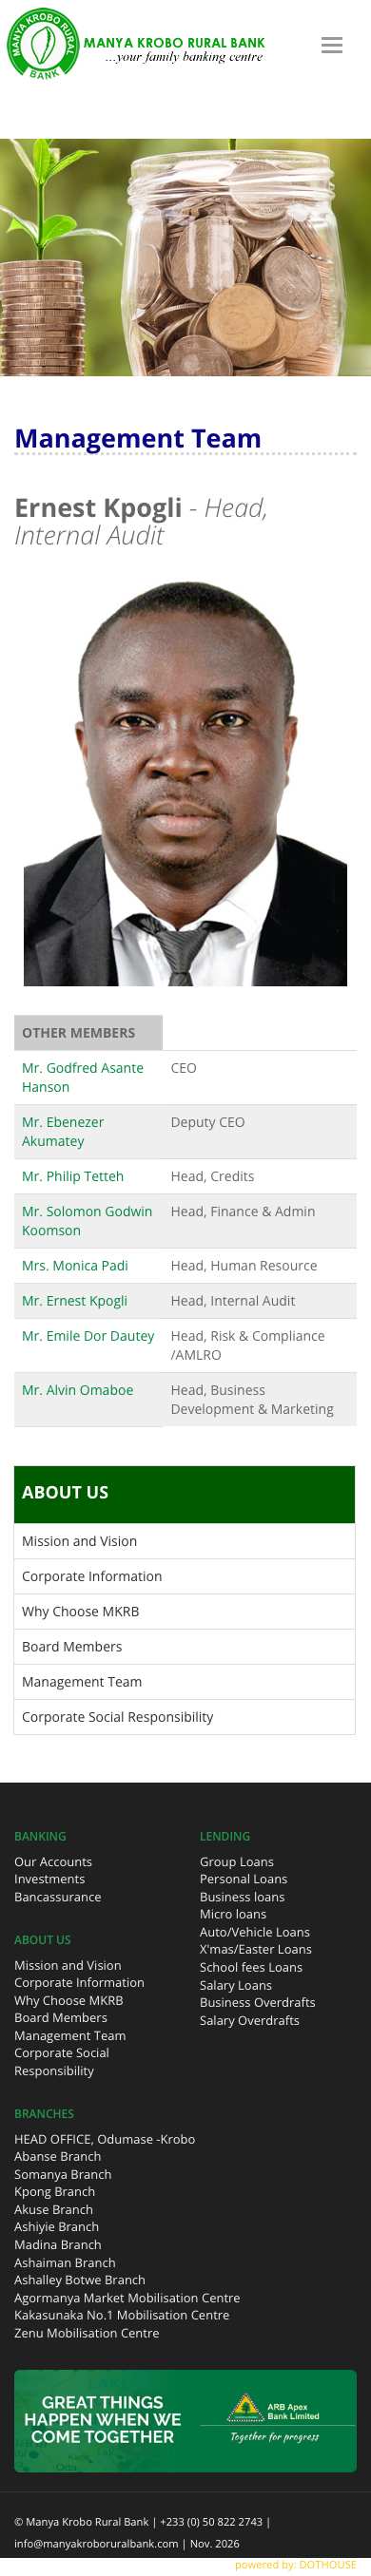 MANYA KROBO RURAL
BANK
MANYA KROBO RURAL BANK
...your family banking centre
Management Team
Ernest Kpogli - Head,
Internal Audit
OTHER MEMBERS
Mr. Godfred Asante Hanson CEO
Mr. Ebenezer Akumatey Deputy CEO
Mr. Philip Tetteh Head, Credits
Mr. Solomon Godwin Koomson Head, Finance & Admin
Mrs. Monica Padi Head, Human Resource
Mr. Ernest Kpogli Head, Internal Audit
Mr. Emile Dor Dautey Head, Risk & Compliance /AMLRO
Mr. Alvin Omaboe Head, Business Development & Marketing
ABOUT US
Mission and Vision
Corporate Information
Why Choose MKRB
Board Members
Management Team
Corporate Social Responsibility
BANKING
Our Accounts
Investments
Bancassurance
ABOUT US
Mission and Vision
Corporate Information
Why Choose MKRB
Board Members
Management Team
Corporate Social
Responsibility
LENDING
Group Loans
Personal Loans
Business loans
Micro loans
Auto/Vehicle Loans
X'mas/Easter Loans
School fees Loans
Salary Loans
Business Overdrafts
Salary Overdrafts
BRANCHES
HEAD OFFICE, Odumase -Krobo
Abanse Branch
Somanya Branch
Kpong Branch
Akuse Branch
Ashiyie Branch
Madina Branch
Ashaiman Branch
Ashalley Botwe Branch
Agormanya Market Mobilisation Centre
Kakasunaka No.1 Mobilisation Centre
Zenu Mobilisation Centre
GREAT THINGS
HAPPEN WHEN WE
COME TOGETHER
ARB Apex
Bank Limited
Together for progress
© Manya Krobo Rural Bank | +233 (0) 50 822 2743 |
info@manyakroboruralbank.com | Nov. 2026
powered by: DOTHOUSE